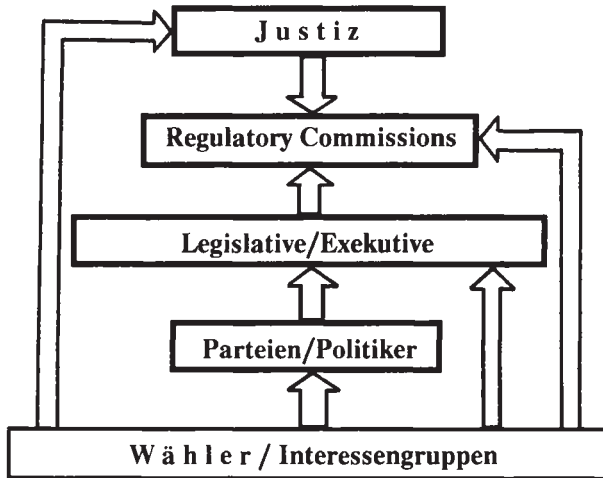 Justiz
Regulatory Commissions
Legislative/Exekutive
Parteien/Politiker
Wähler/Interessengruppen